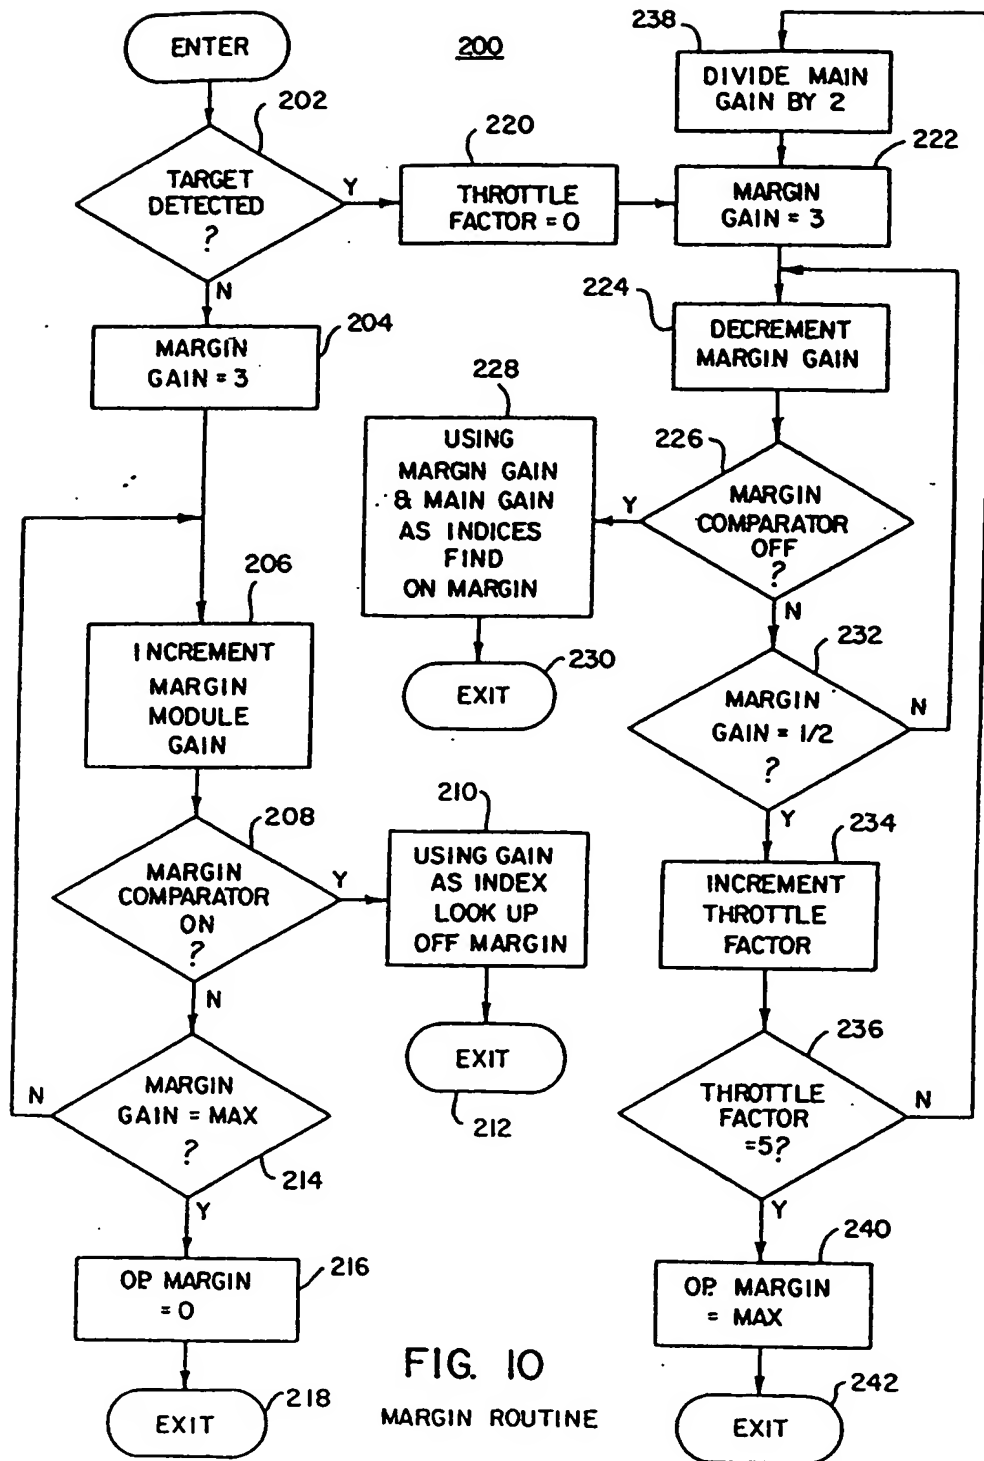 ENTER
200
202
TARGET
DETECTED
?
Y
N
220
THROTTLE
FACTOR = 0
238
DIVIDE MAIN
GAIN BY 2
222
MARGIN
GAIN = 3
204
MARGIN
GAIN = 3
224
DECREMENT
MARGIN GAIN
228
USING
MARGIN GAIN
& MAIN GAIN
AS INDICES
FIND
ON MARGIN
226
MARGIN
COMPARATOR
OFF
?
Y
N
230
EXIT
206
INCREMENT
MARGIN
MODULE
GAIN
232
MARGIN
GAIN = 1/2
?
N
Y
208
MARGIN
COMPARATOR
ON
?
Y
N
210
USING GAIN
AS INDEX
LOOK UP
OFF MARGIN
EXIT
212
234
INCREMENT
THROTTLE
FACTOR
N
MARGIN
GAIN = MAX
?
214
Y
236
THROTTLE
FACTOR
=5?
N
Y
OP. MARGIN
= 0
216
EXIT
218
240
OP. MARGIN
= MAX
EXIT
242
FIG. 10
MARGIN ROUTINE